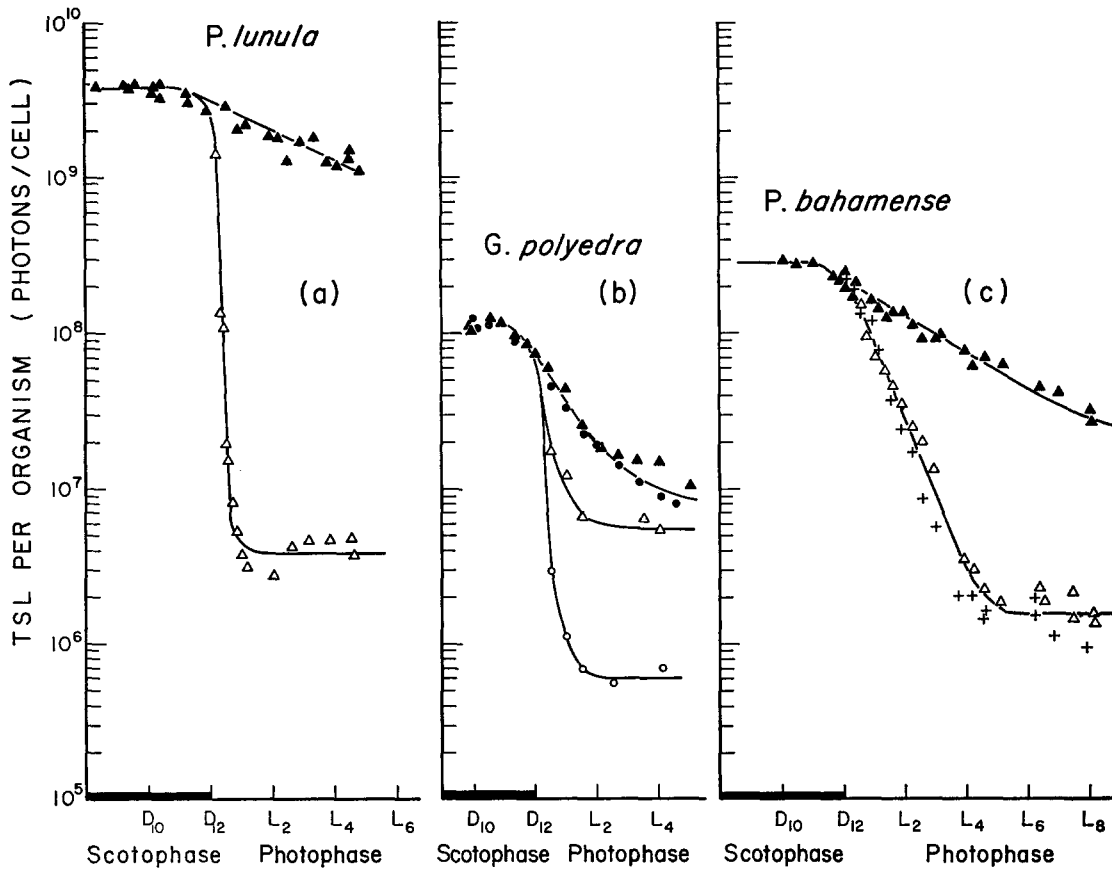 TSL PER ORGANISM (PHOTONS/CELL)
10^10
10^9
10^8
10^7
10^6
10^5
P. lunula
(a)
D10 D12 L2 L4 L6
Scotophase Photophase
G. polyedra
(b)
D10 D12 L2 L4
Scotophase Photophase
P. bahamense
(c)
D10 D12 L2 L4 L6 L8
Scotophase Photophase